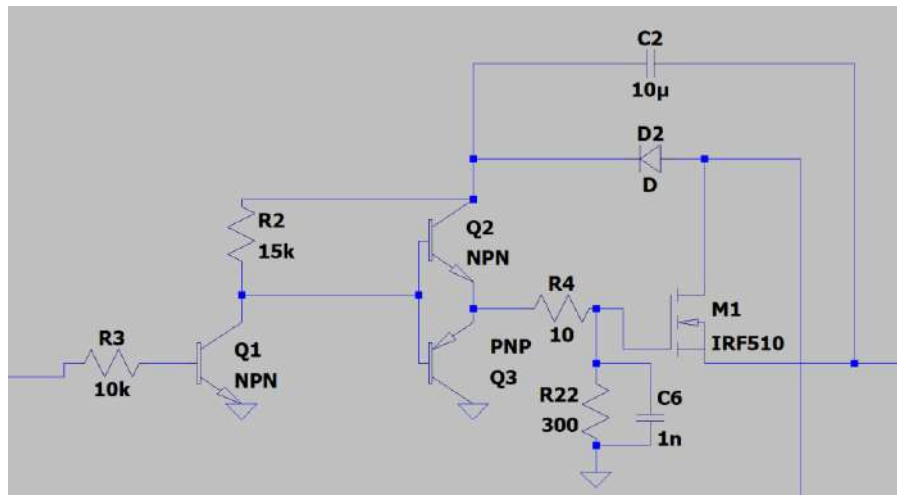 C2
10µ
D2
D
R2
15k
Q2
NPN
R4
10
M1
IRF510
R3
10k
Q1
NPN
PNP
Q3
R22
300
C6
1n